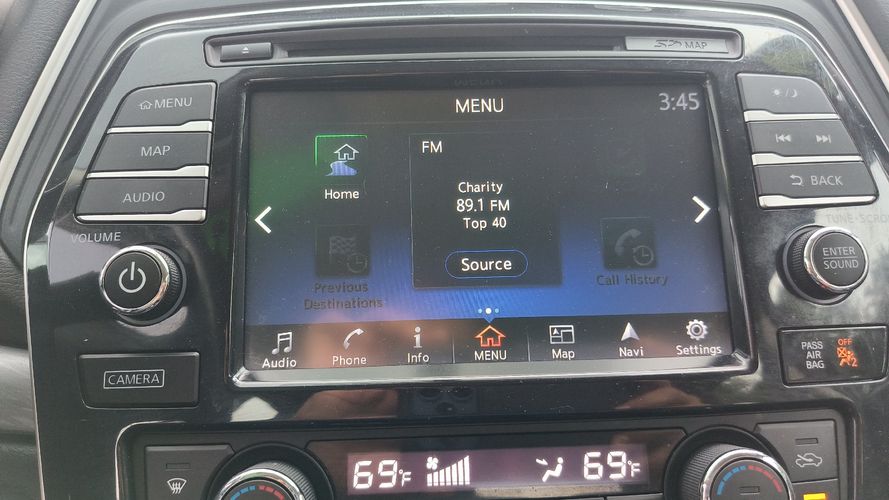 MAP
MENU
MAP
AUDIO
VOLUME
CAMERA
MENU
3:45
Home
FM
Charity
89.1 FM
Top 40
Source
Previous
Destinations
Call History
Audio
Phone
Info
MENU
Map
Navi
Settings
BACK
TUNE-SCRO
ENTER
SOUND
PASS
AIR
BAG
OFF
2
69°F
69°F